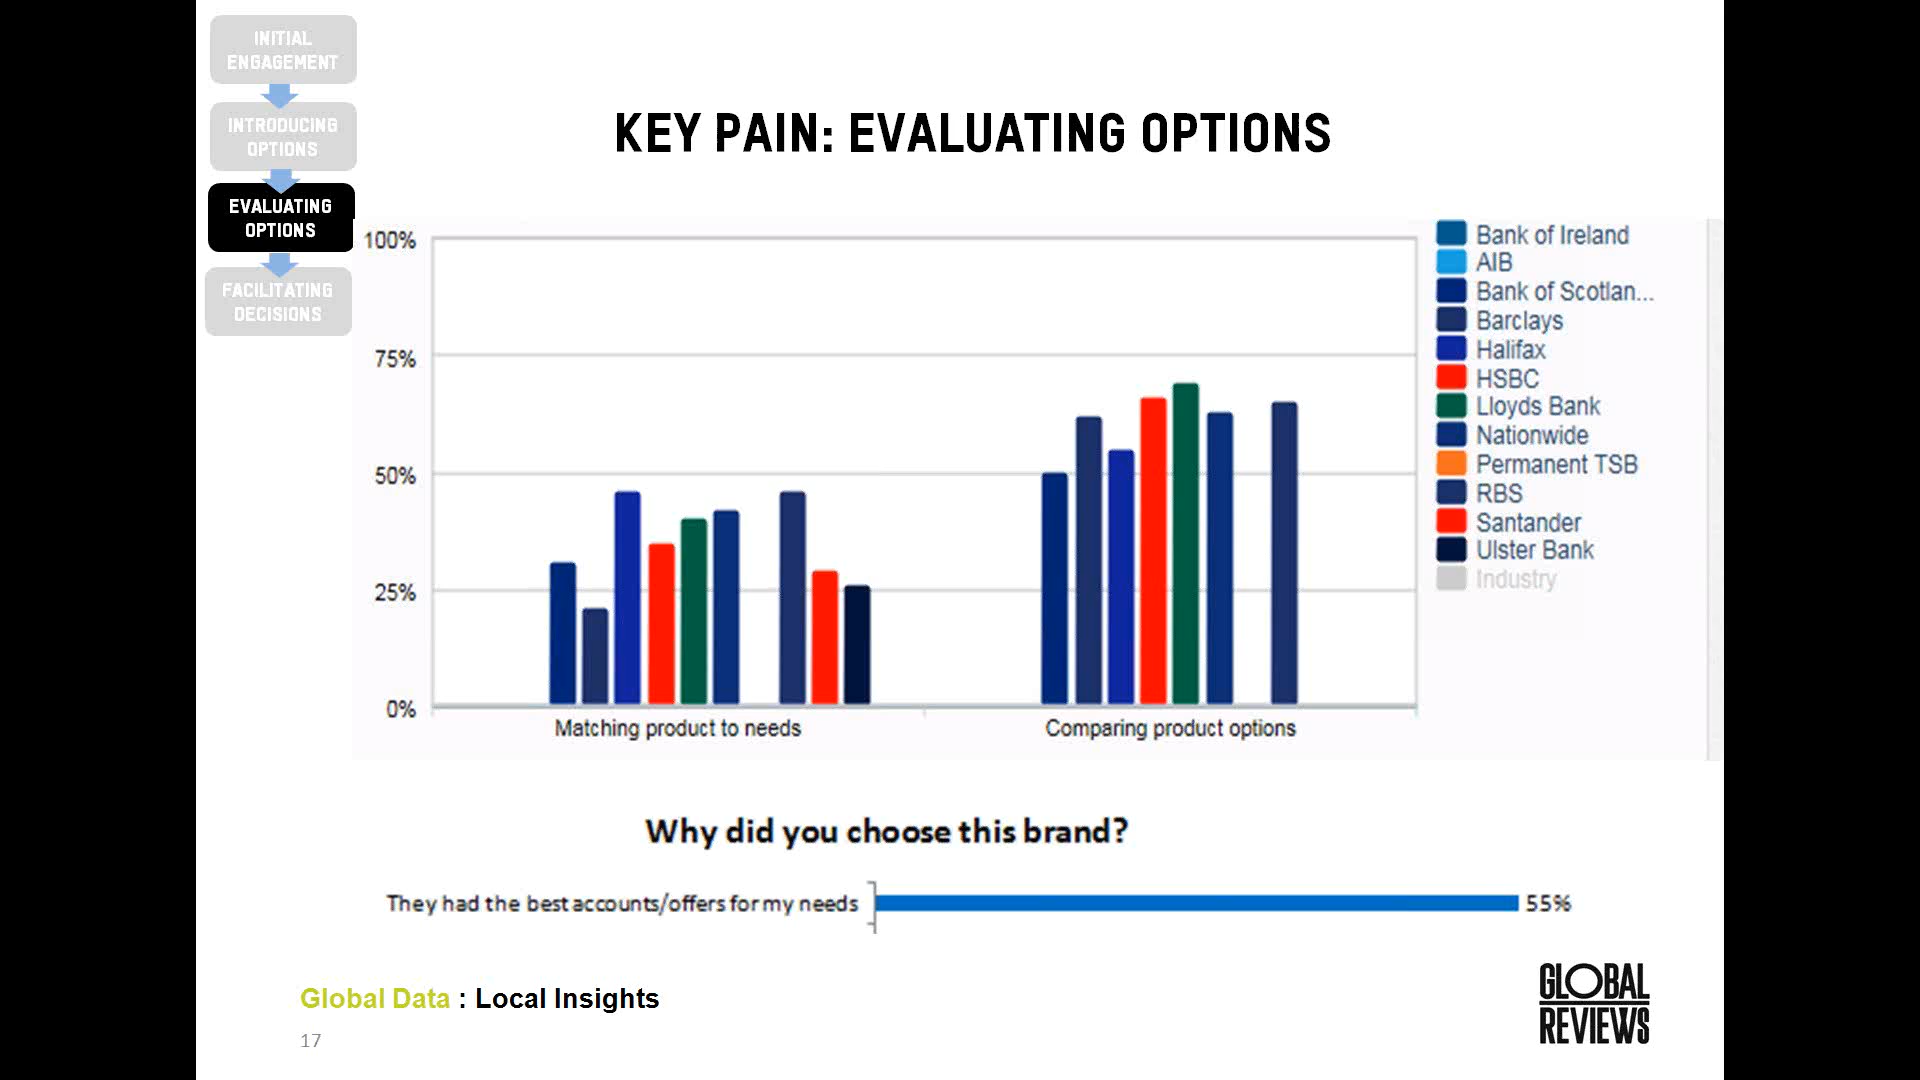 INITIAL
ENGAGEMENT
INTRODUCING
OPTIONS
EVALUATING
OPTIONS
FACILITATING
DECISIONS
KEY PAIN: EVALUATING OPTIONS
100%
75%
50%
25%
0%
Matching product to needs
Comparing product options
Bank of Ireland
AIB
Bank of Scotlan...
Barclays
Halifax
HSBC
Lloyds Bank
Nationwide
Permanent TSB
RBS
Santander
Ulster Bank
Industry
Why did you choose this brand?
They had the best accounts/offers for my needs
55%
Global Data : Local Insights
17
GLOBAL
REVIEWS